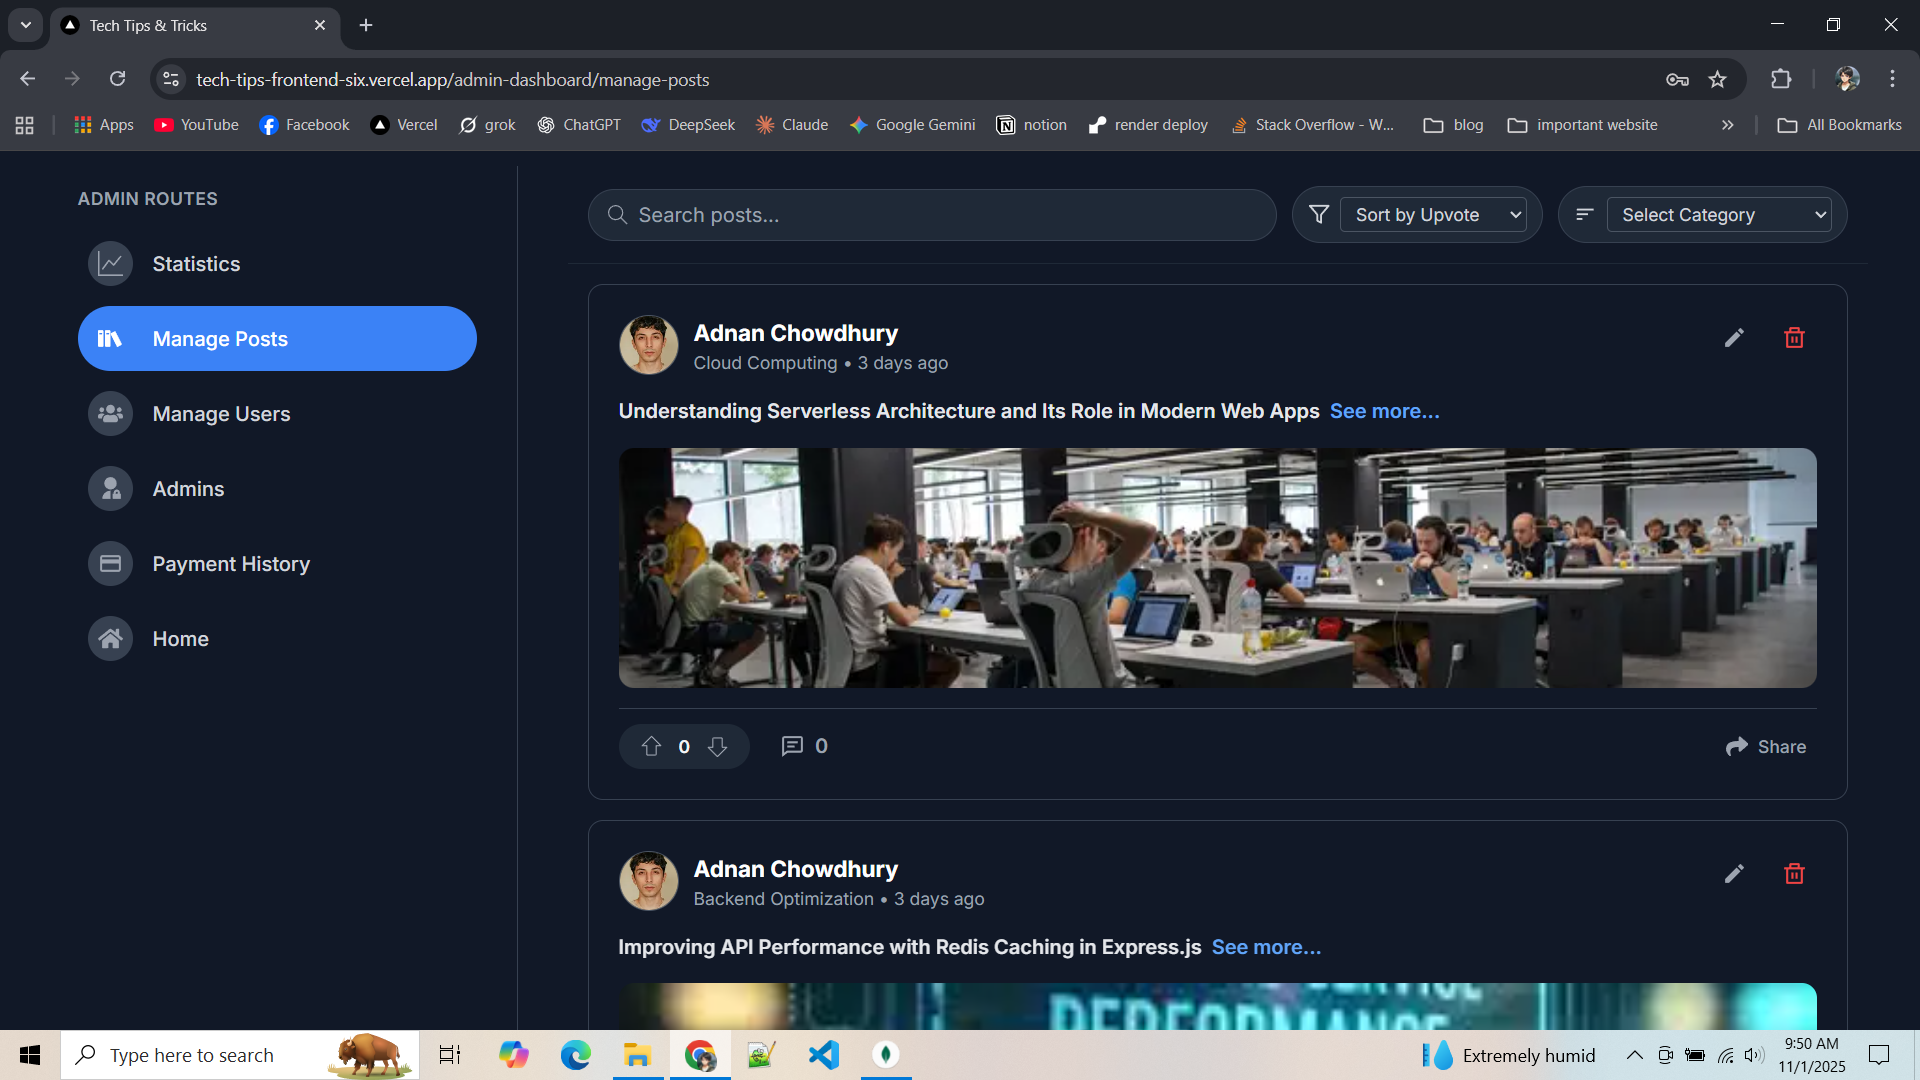 Tech Tips & Tricks
tech-tips-frontend-six.vercel.app/admin-dashboard/manage-posts
Apps YouTube Facebook Vercel grok ChatGPT DeepSeek Claude Google Gemini notion render deploy Stack Overflow - W... blog important website All Bookmarks
ADMIN ROUTES
Statistics
Manage Posts
Manage Users
Admins
Payment History
Home
Search posts...
Sort by Upvote
Select Category
Adnan Chowdhury
Cloud Computing • 3 days ago
Understanding Serverless Architecture and Its Role in Modern Web Apps See more...
0 0 Share
Adnan Chowdhury
Backend Optimization • 3 days ago
Improving API Performance with Redis Caching in Express.js See more...
PERFORMANCE
Type here to search
Extremely humid
9:50 AM
11/1/2025